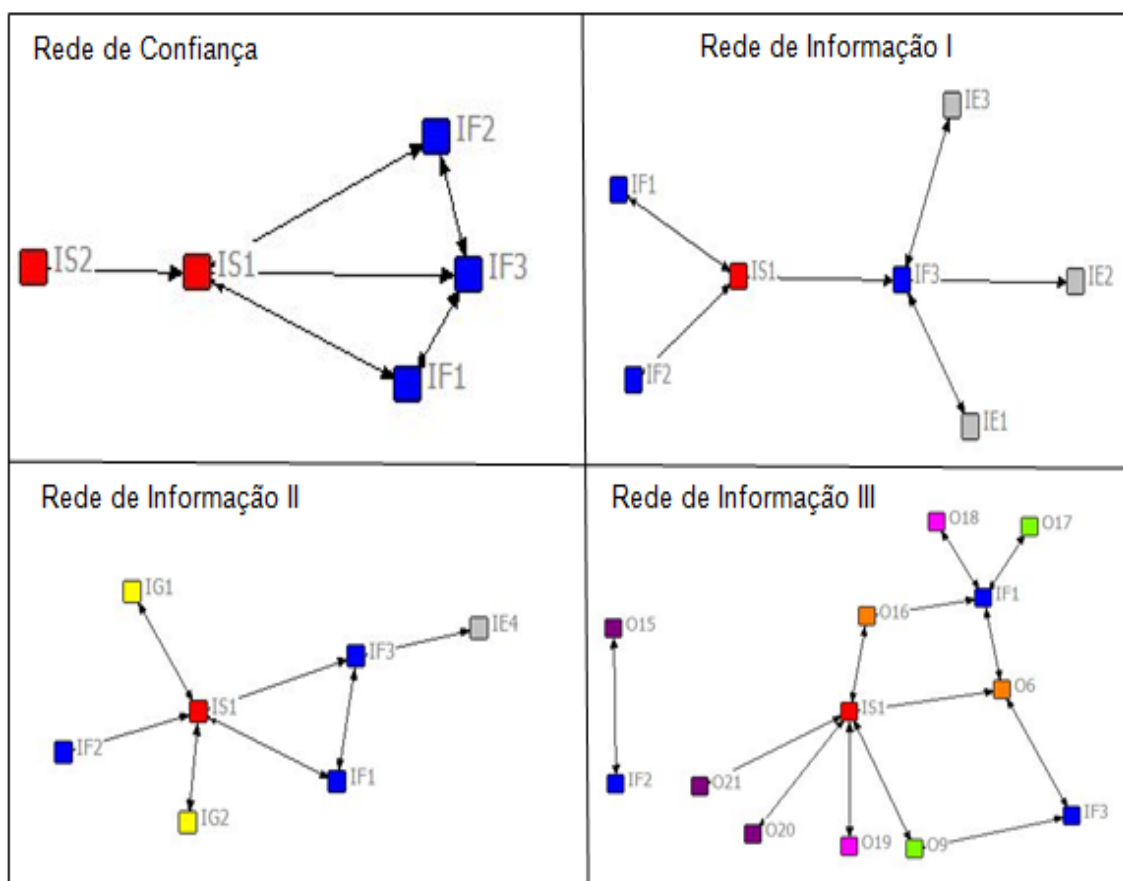 Rede de Confiança
IF2
IS2
IS1
IF3
IF1
Rede de Informação I
IE3
IF1
IS1
IF3
IE2
IF2
IE1
Rede de Informação II
IG1
IE4
IF3
IS1
IF2
IF1
IG2
Rede de Informação III
O18
O17
IF1
O16
O15
O6
IS1
IF2
O21
IF3
O20
O19
O9